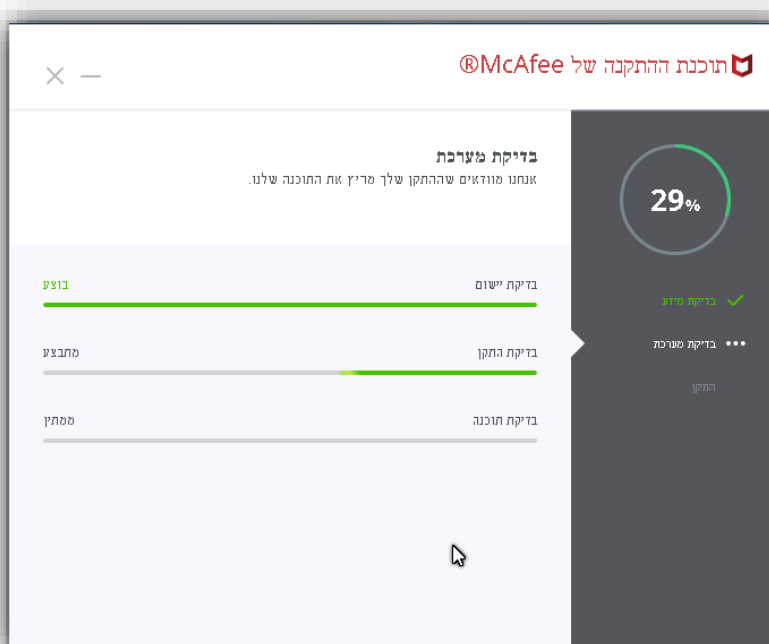 תוכנת ההתקנה של McAfee®
29%
בדיקת מידע
בדיקת מערכת
התקן
בדיקת מערכת
אנחנו מוודאים שההתקן שלך מריץ את התוכנה שלנו.
בדיקת יישום בוצע
בדיקת התקן מתבצע
בדיקת תוכנה ממתין